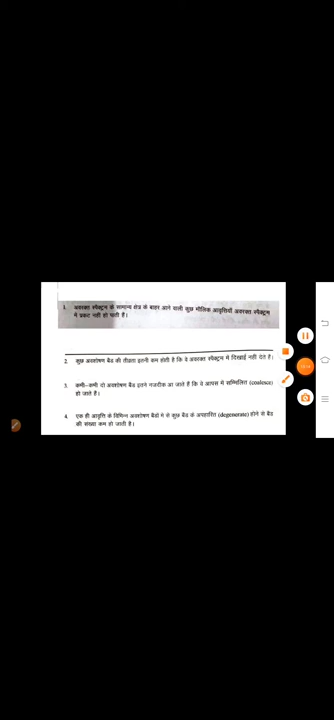 1. अवरक्त स्पैक्ट्रम के सामान्य क्षेत्र के बाहर आने वाली कुछ मौलिक आवृत्तियाँ अवरक्त स्पैक्ट्रम
में प्रकट नहीं हो पाती हैं।
2. कुछ अवशोषण बैंड की तीव्रता इतनी कम होती है कि वे अवरक्त स्पैक्ट्रम में दिखाई नहीं देते हैं।
3. कभी-कभी दो अवशोषण बैंड इतने नजदीक आ जाते हैं कि वे आपस में सम्मिलित (coalesce)
हो जाते हैं।
4. एक ही आवृत्ति के विभिन्न अवशोषण बैंडों में से कुछ बैंड के अपह्रासित (degenerate) होने से बैंड
की संख्या कम हो जाती है।